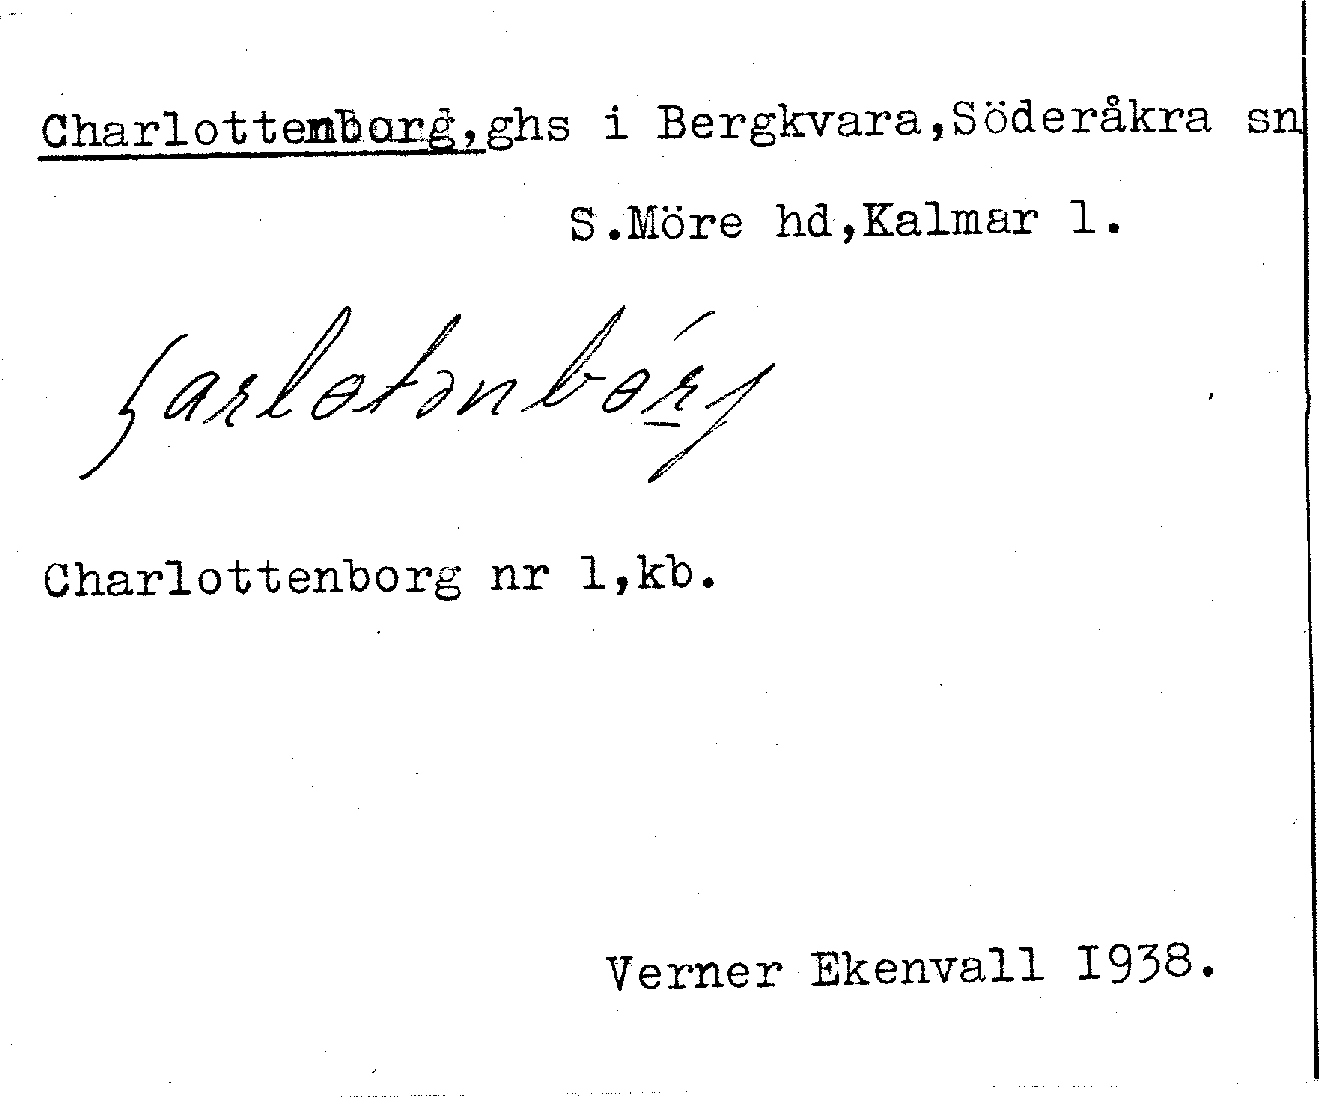 Charlottenborg,ghs i Bergkvara,Söderåkra sn
S.Möre hd,Kalmar l.
Charlottenborg nr 1,kb.
Verner Ekenvall I938.